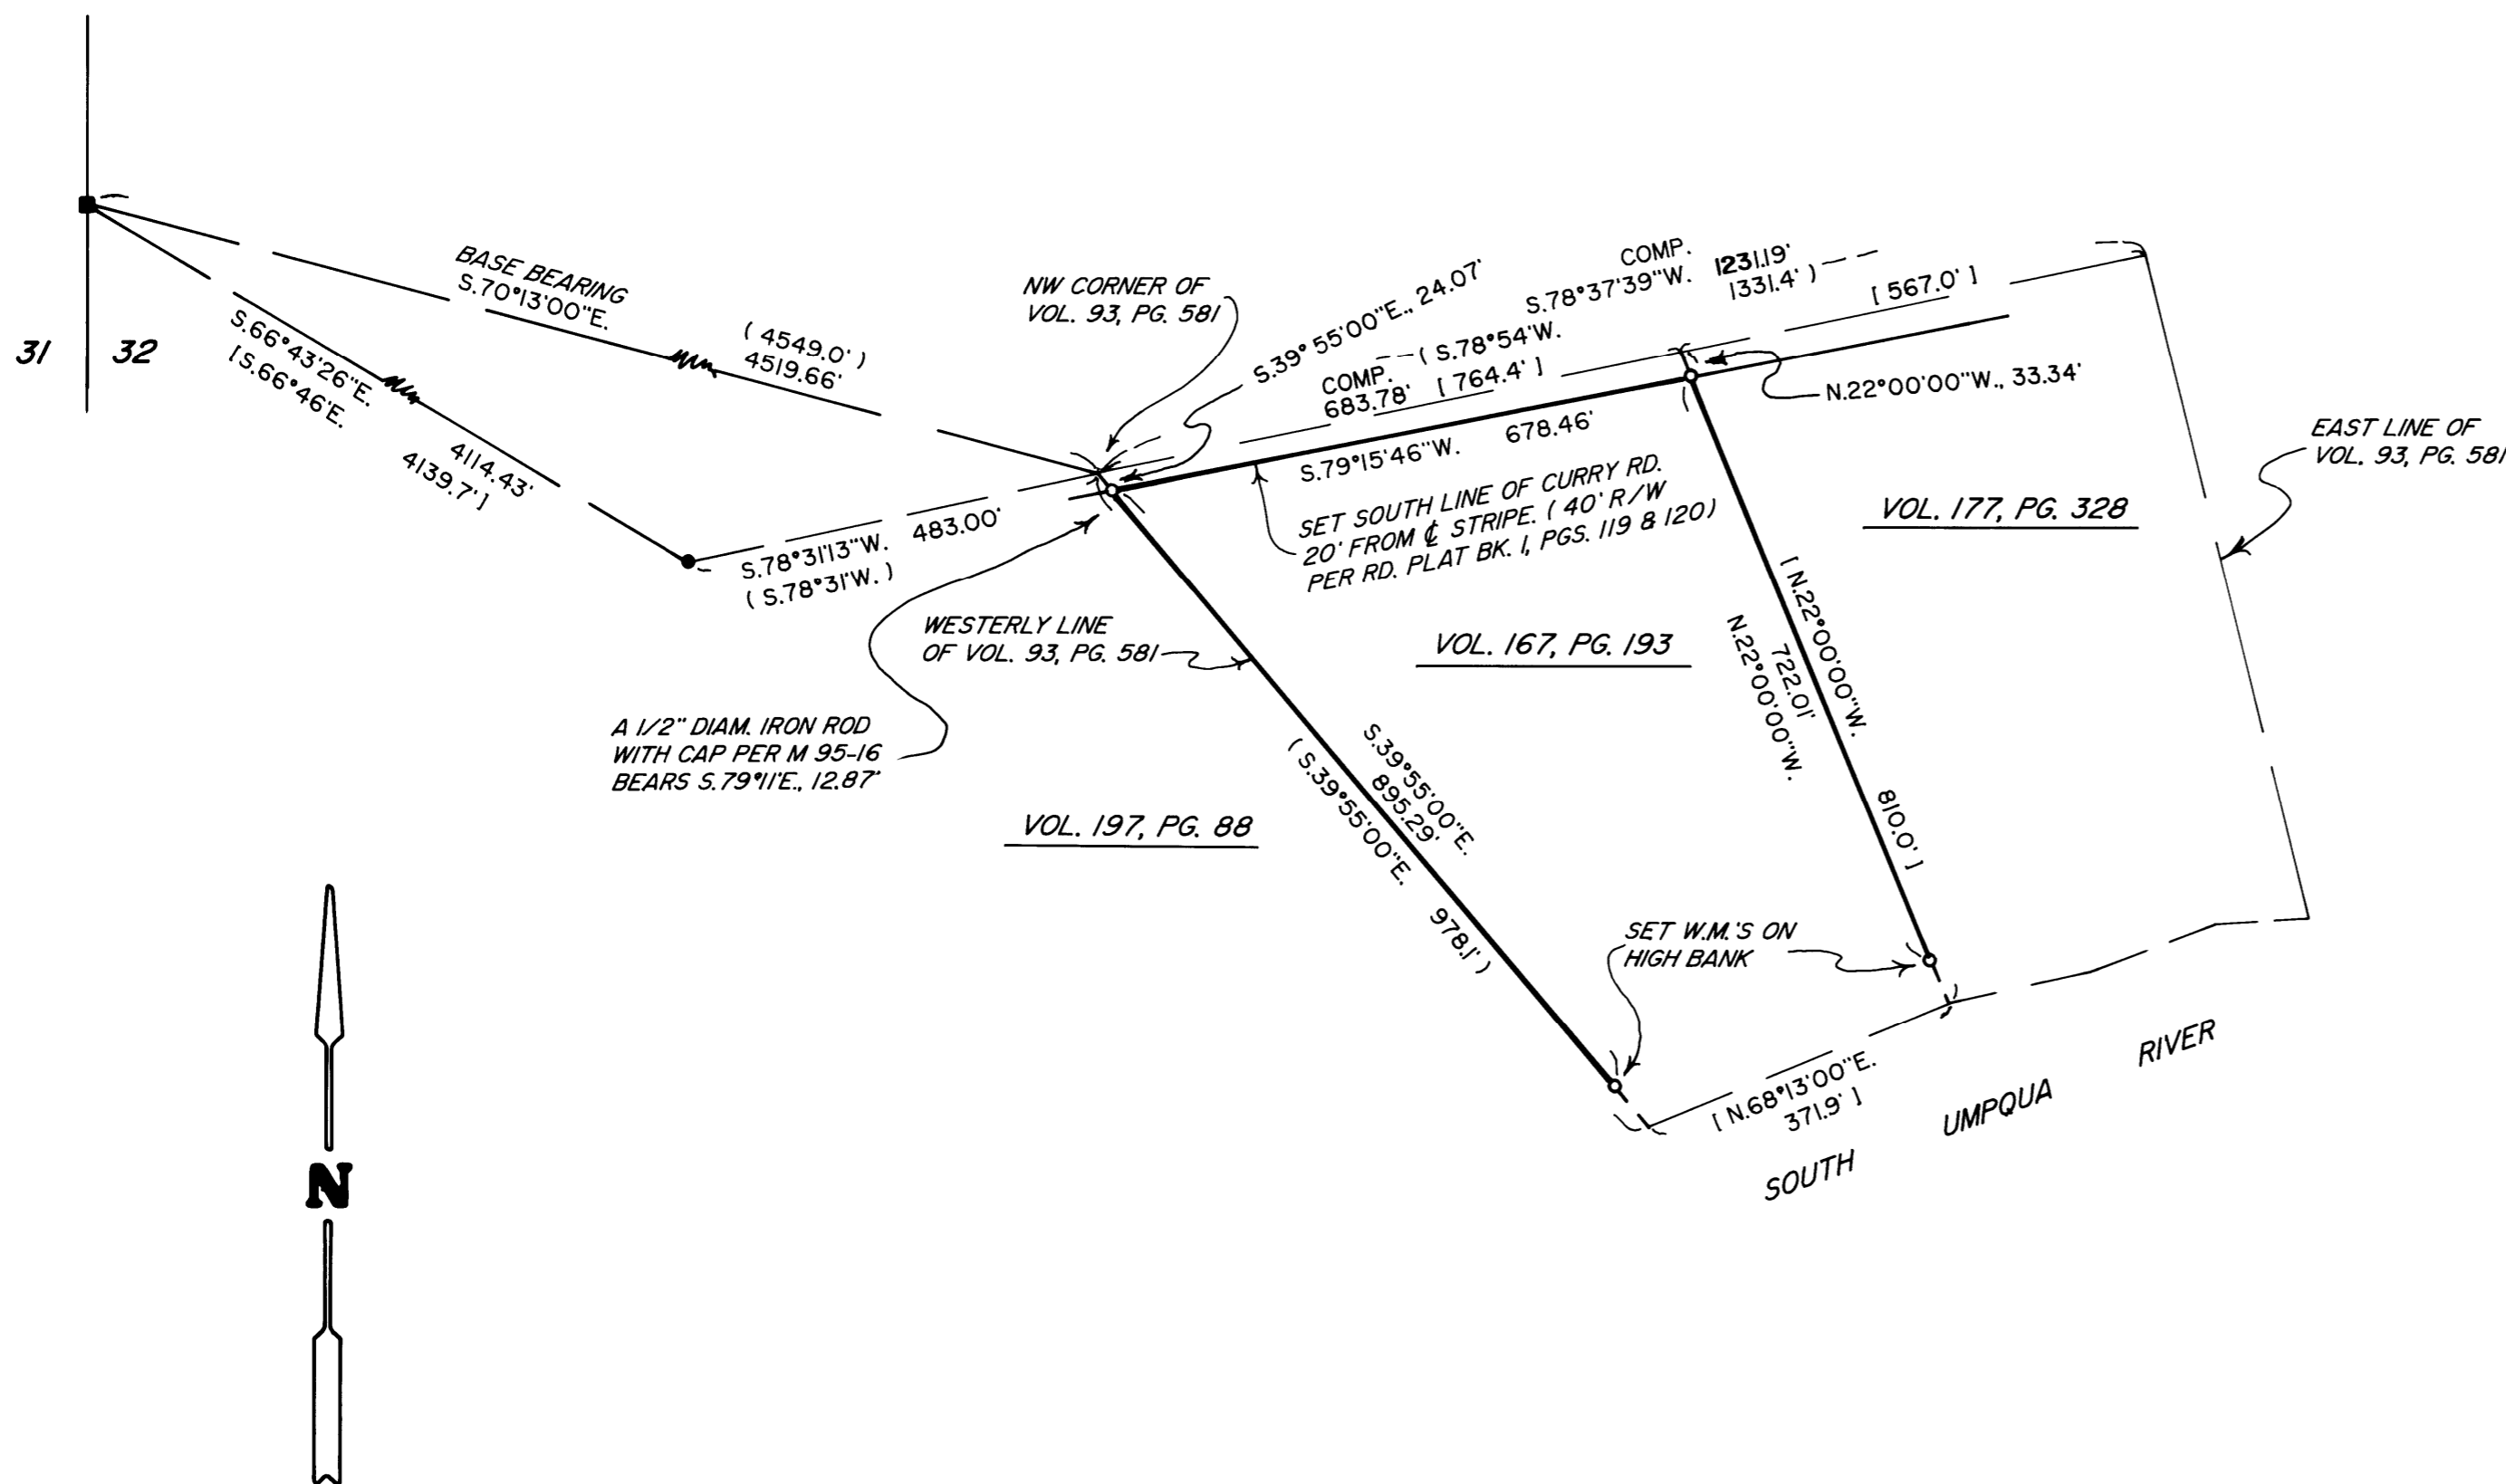 31
32
BASE BEARING
S.70°13'00"E.
( 4549.0' )
4519.66'
S.66°43'26"E.
[S.66°46'E.
4114.43'
4139.7' ]
NW CORNER OF
VOL. 93, PG. 581
S.39° 55'00"E., 24.07'
COMP.
S.78°37'39"W. 1231.19'
1331.4' )
[ 567.0' ]
( S.78°54'W.
COMP.
683.78' [ 764.4' ]
N.22°00'00"W., 33.34'
S.79°15'46"W. 678.46'
SET SOUTH LINE OF CURRY RD.
20' FROM ℄ STRIPE. ( 40' R/W
PER RD. PLAT BK. 1, PGS. 119 & 120)
EAST LINE OF
VOL. 93, PG. 581
VOL. 177, PG. 328
S.78°31'13"W. 483.00'
( S.78°31'W. )
WESTERLY LINE
OF VOL. 93, PG. 581
VOL. 167, PG. 193
[ N.22°00'00"W. 810.0' ]
722.01'
N.22°00'00"W.
A 1/2" DIAM. IRON ROD
WITH CAP PER M 95-16
BEARS S.79°11'E., 12.87'
S.39°55'00"E.
895.29'
( S.39°55'00"E. 978.1' )
VOL. 197, PG. 88
SET W.M.'S ON
HIGH BANK
[ N.68°13'00"E.
371.9' ]
SOUTH UMPQUA RIVER
N